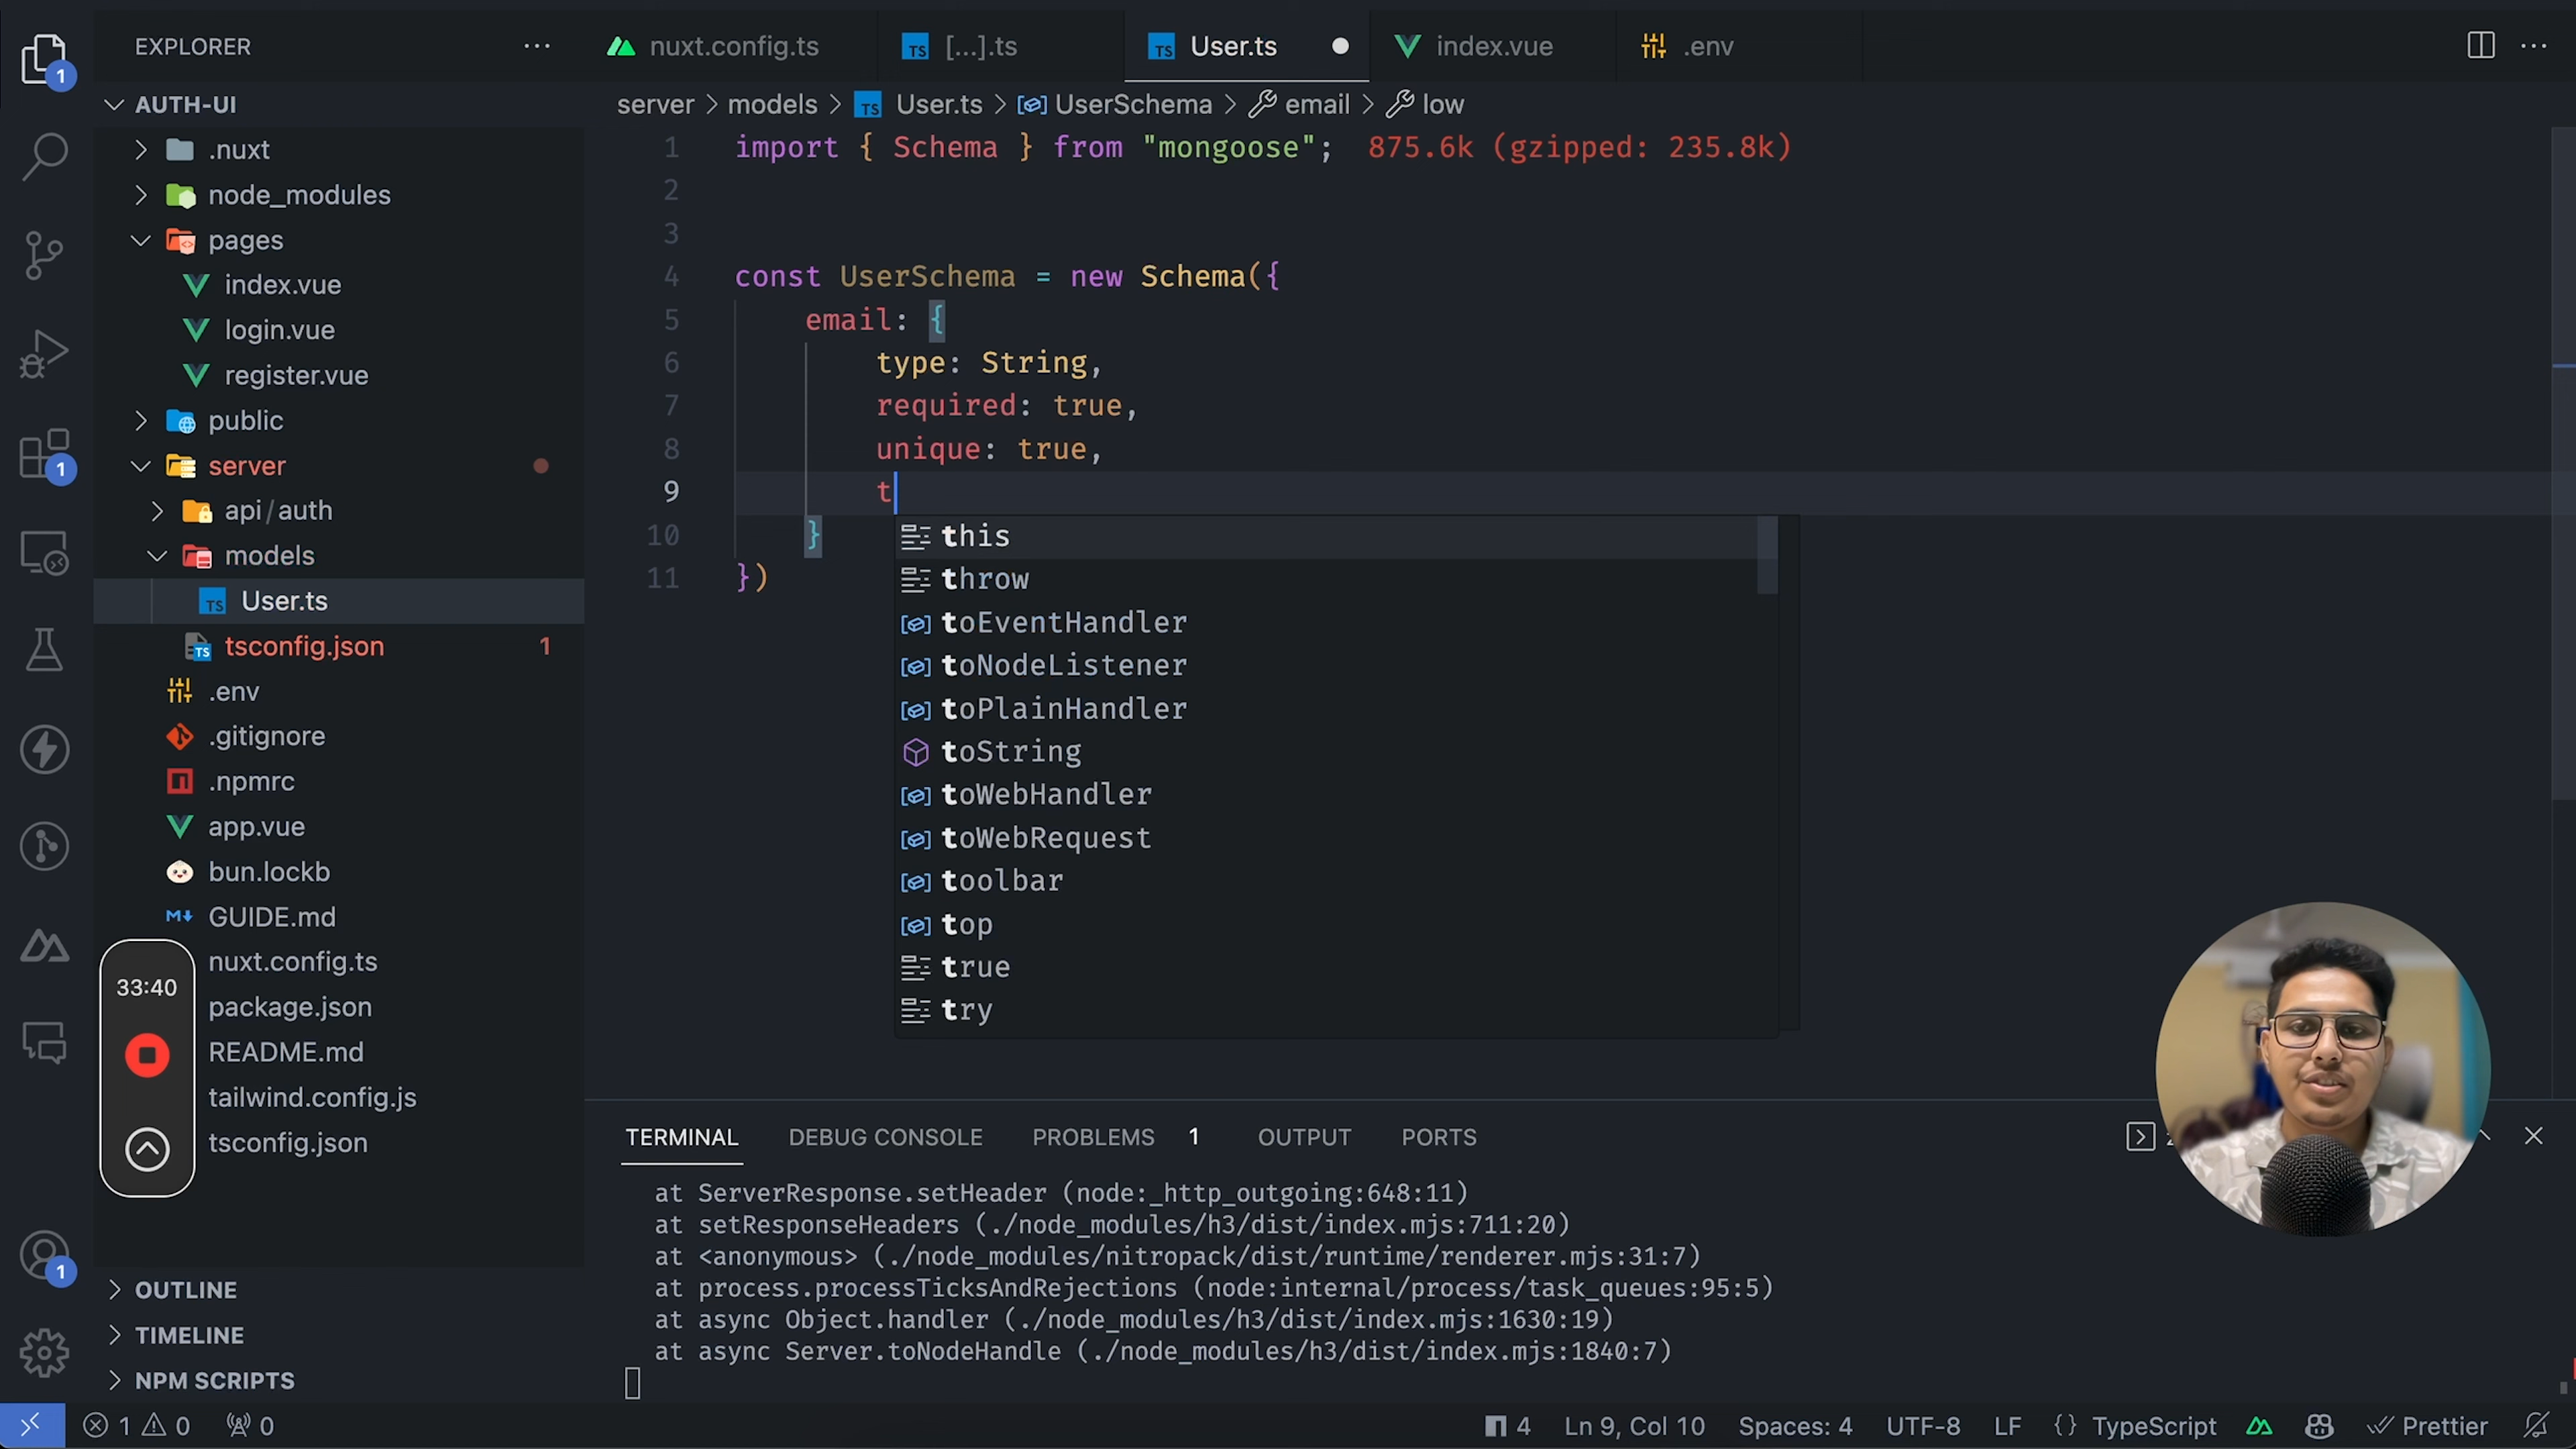 EXPLORER
nuxt.config.ts
[...].ts
User.ts
index.vue
.env
AUTH-UI
server > models > User.ts > UserSchema > email > low
.nuxt
node_modules
pages
index.vue
login.vue
register.vue
public
server
api/auth
models
User.ts
tsconfig.json 1
.env
.gitignore
.npmrc
app.vue
bun.lockb
GUIDE.md
nuxt.config.ts
package.json
README.md
tailwind.config.js
tsconfig.json
33:40
OUTLINE
TIMELINE
NPM SCRIPTS
1
1
1
1 import { Schema } from "mongoose"; 875.6k (gzipped: 235.8k)
2
3
4 const UserSchema = new Schema({
5 email: {
6 type: String,
7 required: true,
8 unique: true,
9 t
10 }
11 })
this
throw
toEventHandler
toNodeListener
toPlainHandler
toString
toWebHandler
toWebRequest
toolbar
top
true
try
TERMINAL DEBUG CONSOLE PROBLEMS 1 OUTPUT PORTS
at ServerResponse.setHeader (node:_http_outgoing:648:11)
at setResponseHeaders (./node_modules/h3/dist/index.mjs:711:20)
at <anonymous> (./node_modules/nitropack/dist/runtime/renderer.mjs:31:7)
at process.processTicksAndRejections (node:internal/process/task_queues:95:5)
at async Object.handler (./node_modules/h3/dist/index.mjs:1630:19)
at async Server.toNodeHandle (./node_modules/h3/dist/index.mjs:1840:7)
1 0 0 4 Ln 9, Col 10 Spaces: 4 UTF-8 LF {} TypeScript Prettier